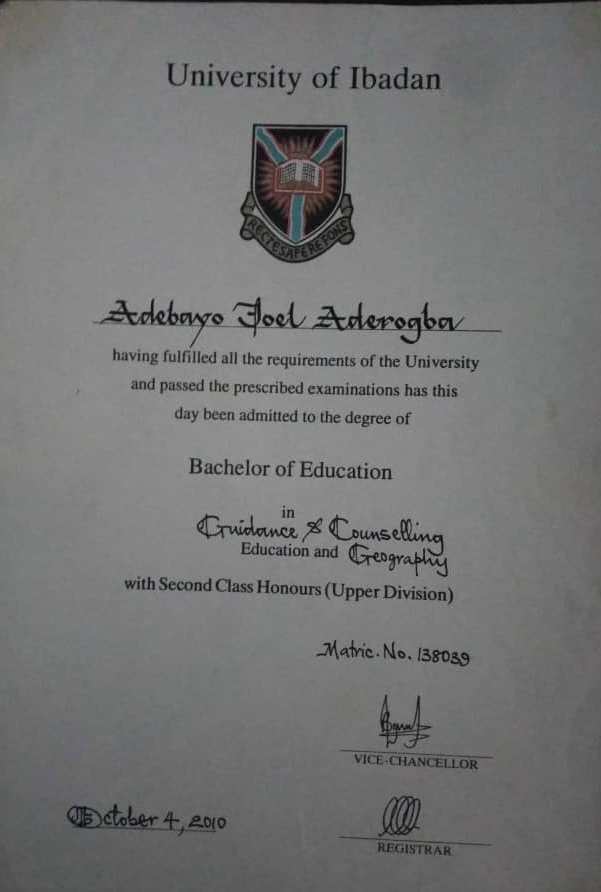 University of Ibadan
RECTE SAPERE FONS
Adebayo Joel Aderogba
having fulfilled all the requirements of the University
and passed the prescribed examinations has this
day been admitted to the degree of
Bachelor of Education
in
Guidance & Counselling
Education and Geography
with Second Class Honours (Upper Division)
Matric. No. 138039
VICE-CHANCELLOR
October 4, 2010
REGISTRAR